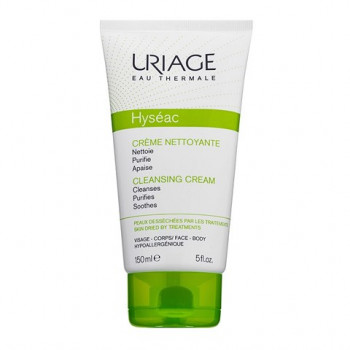 URIAGE
EAU THERMALE
Hyséac
CRÈME NETTOYANTE
Nettoie
Purifie
Apaise
CLEANSING CREAM
Cleanses
Purifies
Soothes
PEAUX DESSÉCHÉES PAR LES TRAITEMENTS
SKIN DRIED BY TREATMENTS
VISAGE - CORPS/ FACE - BODY
HYPOALLERGÉNIQUE
150ml e 5fl.oz.